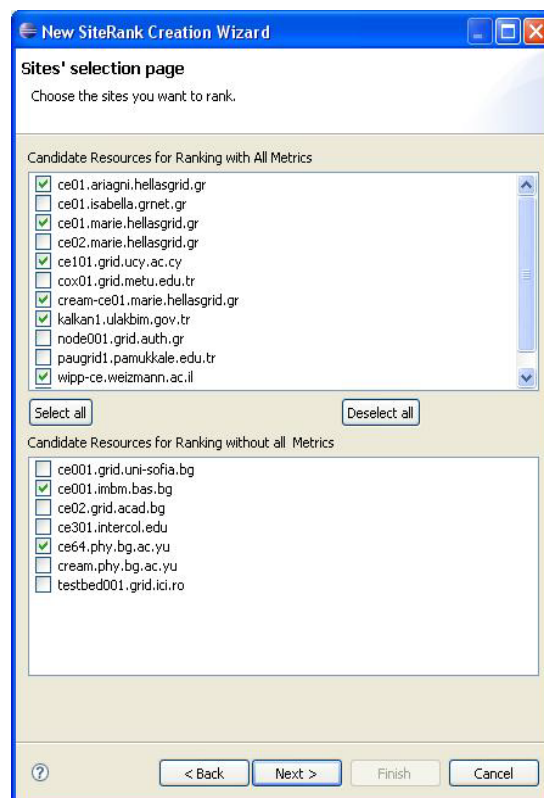 New SiteRank Creation Wizard
Sites' selection page
Choose the sites you want to rank.
Candidate Resources for Ranking with All Metrics
ce01.ariagni.hellasgrid.gr
ce01.isabella.grnet.gr
ce01.marie.hellasgrid.gr
ce02.marie.hellasgrid.gr
ce101.grid.ucy.ac.cy
cox01.grid.metu.edu.tr
cream-ce01.marie.hellasgrid.gr
kalkan1.ulakbim.gov.tr
node001.grid.auth.gr
paugrid1.pamukkale.edu.tr
wipp-ce.weizmann.ac.il
Select all Deselect all
Candidate Resources for Ranking without all Metrics
ce001.grid.uni-sofia.bg
ce001.imbm.bas.bg
ce02.grid.acad.bg
ce301.intercol.edu
ce64.phy.bg.ac.yu
cream.phy.bg.ac.yu
testbed001.grid.ici.ro
? < Back Next > Finish Cancel